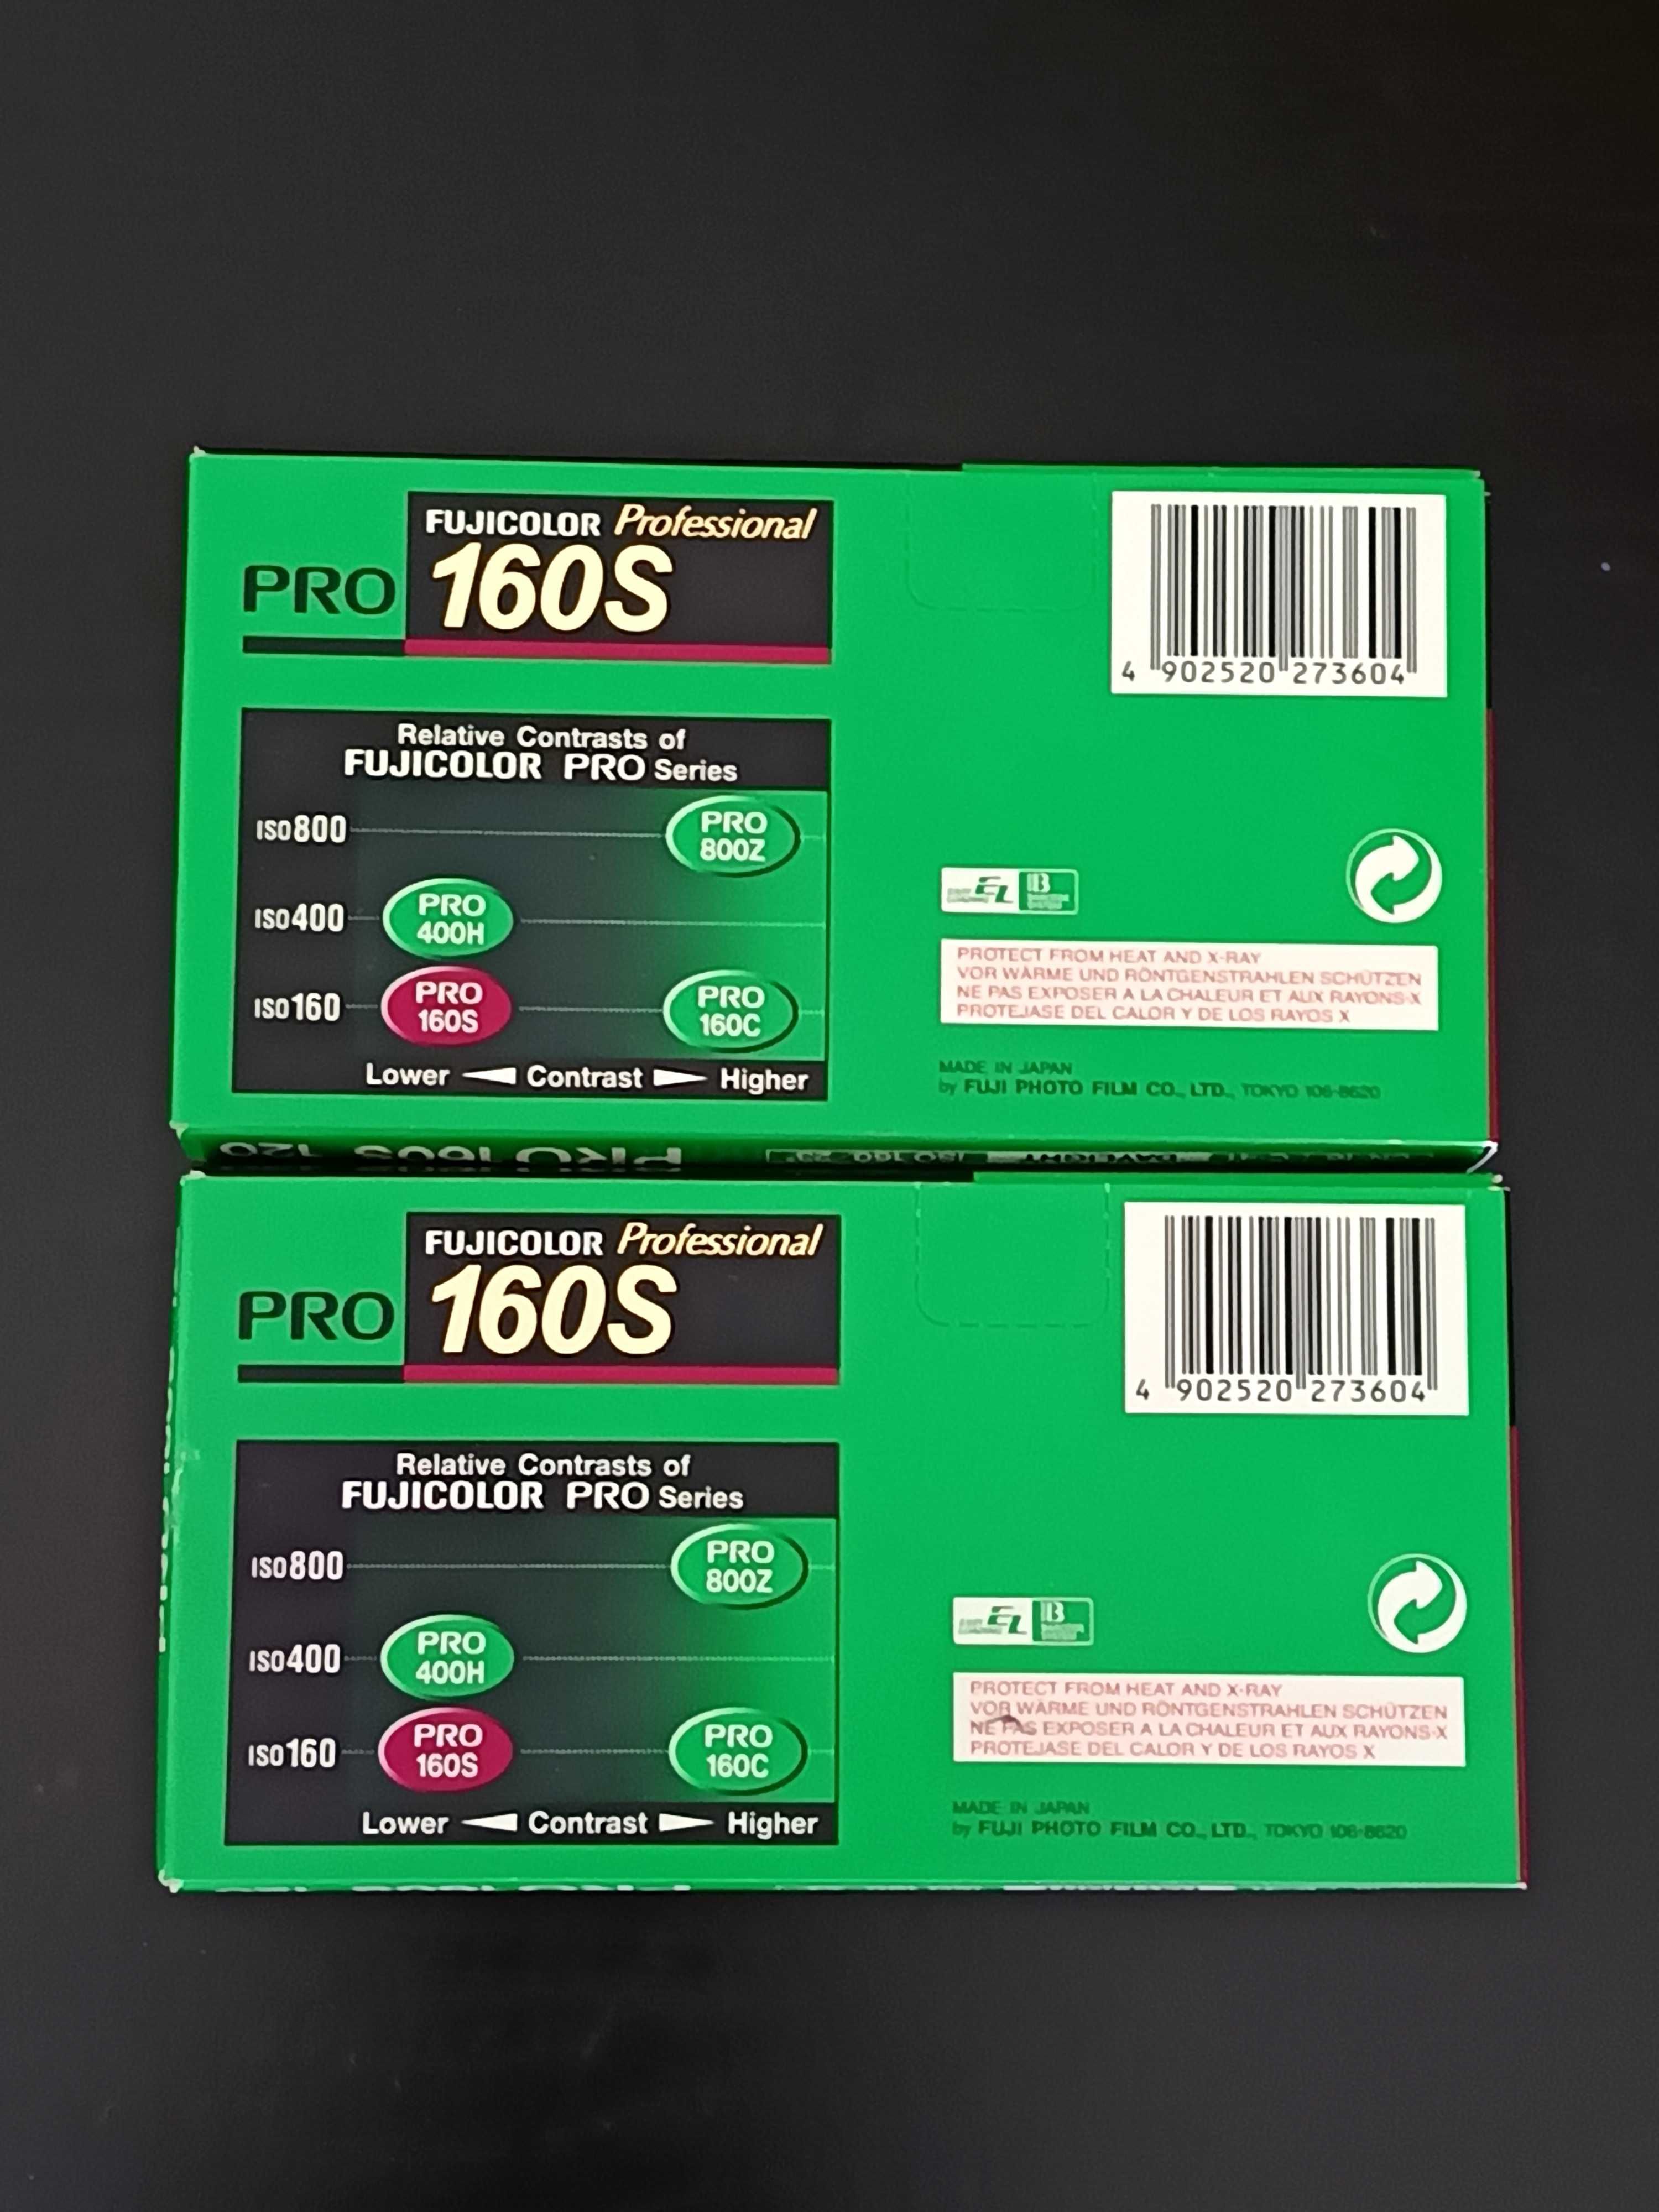 FUJICOLOR Professional
PRO 160S
4 902520 273604
Relative Contrasts of
FUJICOLOR PRO Series
ISO800 PRO 800Z
ISO400 PRO 400H
ISO160 PRO 160S PRO 160C
Lower Contrast Higher
EL B
PROTECT FROM HEAT AND X-RAY
VOR WÄRME UND RÖNTGENSTRAHLEN SCHÜTZEN
NE PAS EXPOSER A LA CHALEUR ET AUX RAYONS-X
PROTEJASE DEL CALOR Y DE LOS RAYOS X
MADE IN JAPAN
by FUJI PHOTO FILM CO., LTD., TOKYO 106-8620
PRO 160S 120
FUJICOLOR Professional
PRO 160S
4 902520 273604
Relative Contrasts of
FUJICOLOR PRO Series
ISO800 PRO 800Z
ISO400 PRO 400H
ISO160 PRO 160S PRO 160C
Lower Contrast Higher
EL B
PROTECT FROM HEAT AND X-RAY
VOR WÄRME UND RÖNTGENSTRAHLEN SCHÜTZEN
NE PAS EXPOSER A LA CHALEUR ET AUX RAYONS-X
PROTEJASE DEL CALOR Y DE LOS RAYOS X
MADE IN JAPAN
by FUJI PHOTO FILM CO., LTD., TOKYO 106-8620